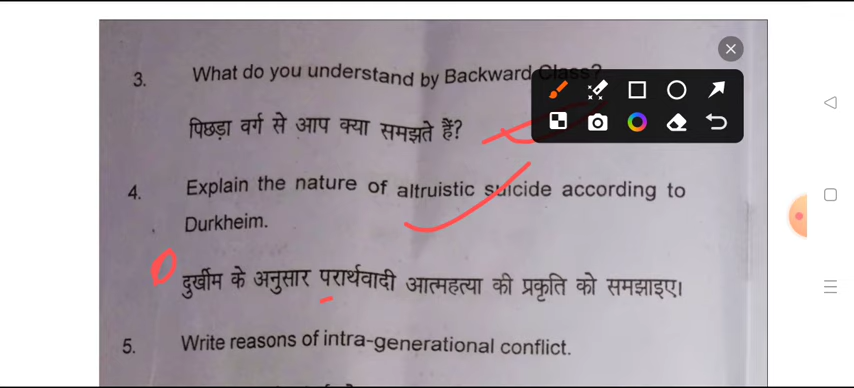 3. What do you understand by Backward Class?
पिछड़ा वर्ग से आप क्या समझते हैं?
4. Explain the nature of altruistic suicide according to
Durkheim.
दुर्खीम के अनुसार परार्थवादी आत्महत्या की प्रकृति को समझाइए।
5. Write reasons of intra-generational conflict.